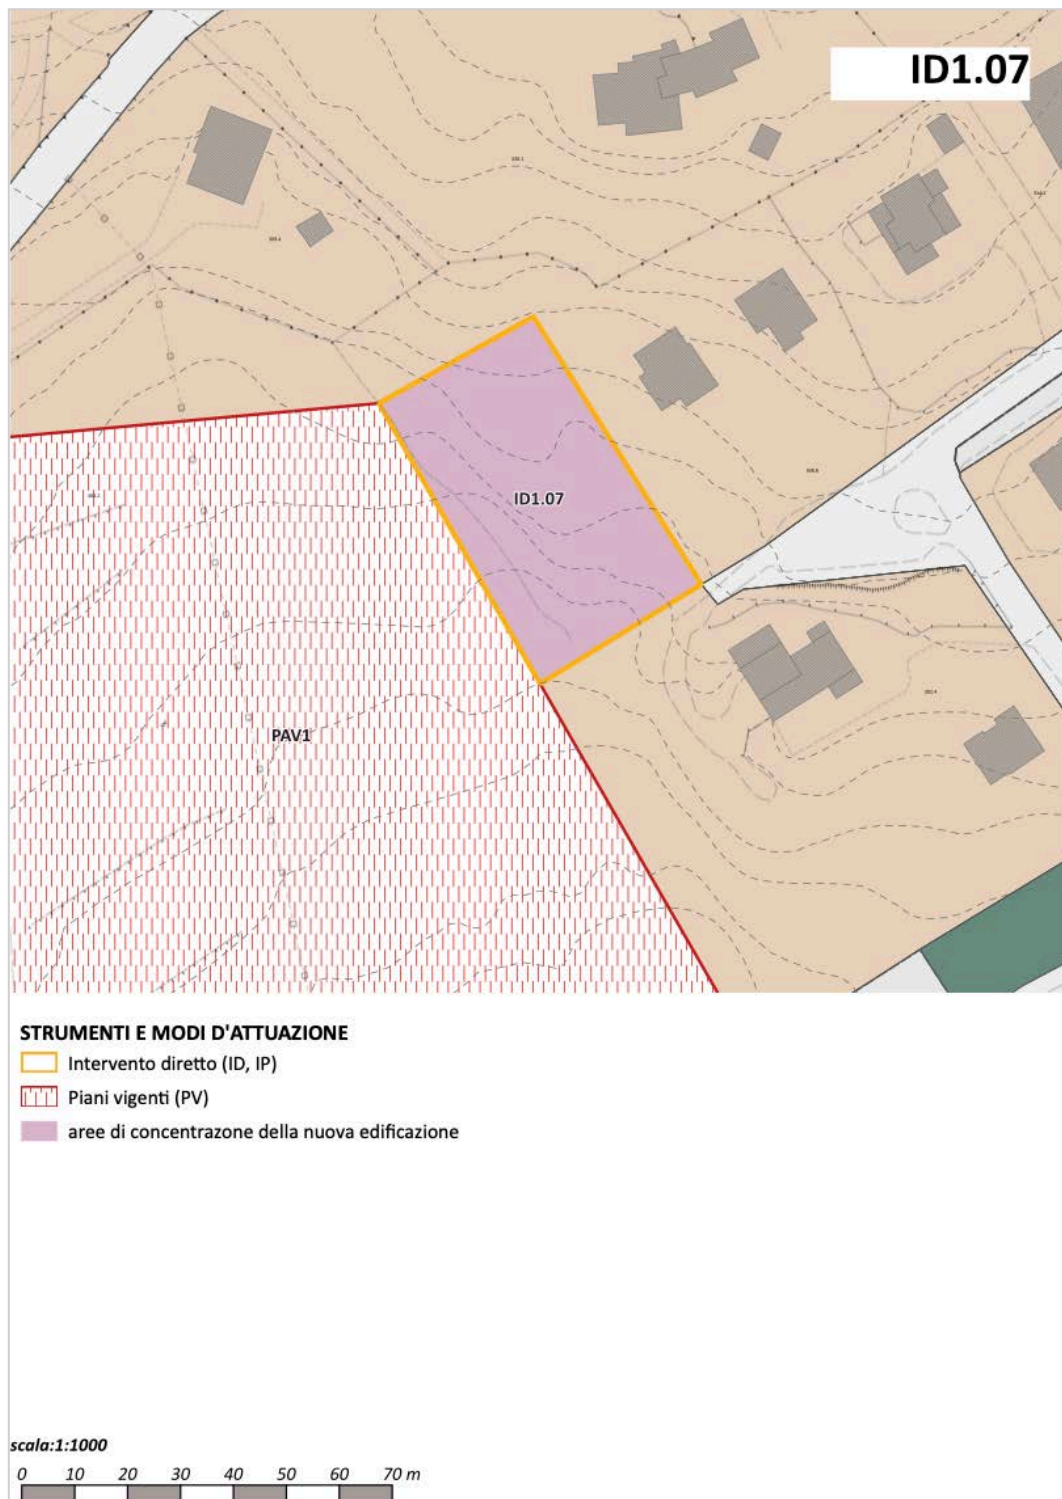 ID1.07
ID1.07
PAV1
STRUMENTI E MODI D'ATTUAZIONE
Intervento diretto (ID, IP)
Piani vigenti (PV)
aree di concentrazone della nuova edificazione
scala:1:1000
0 10 20 30 40 50 60 70 m